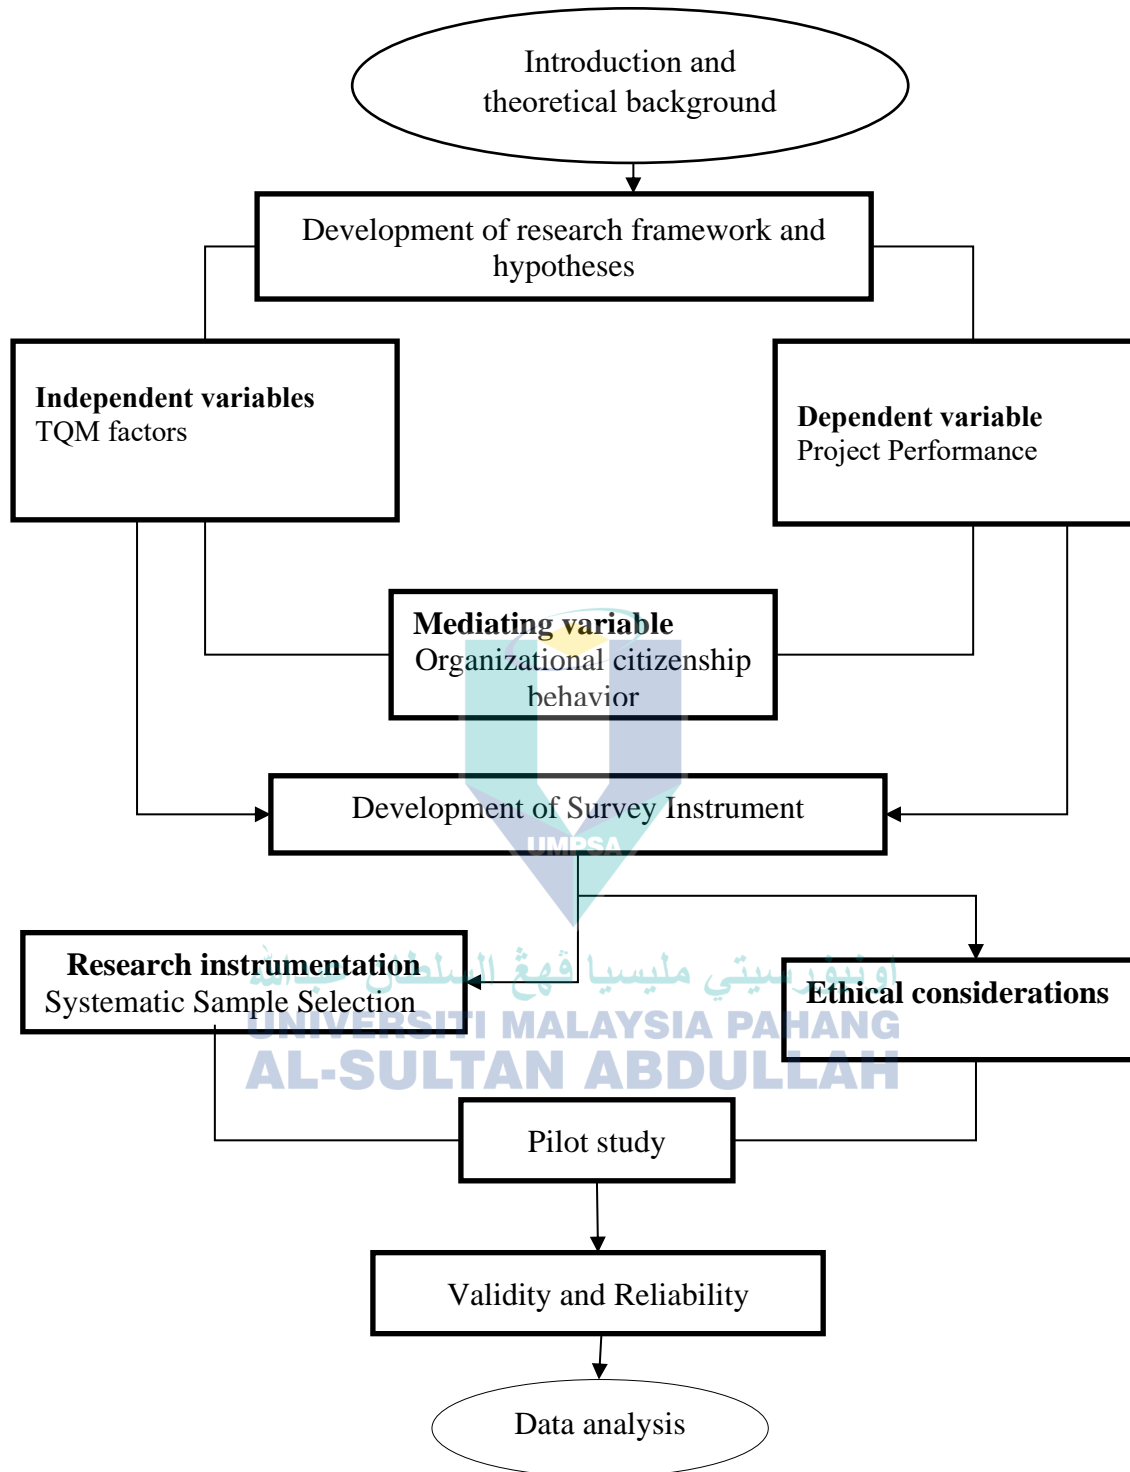 Introduction and
theoretical background
Development of research framework and
hypotheses
Independent variables
TQM factors
Dependent variable
Project Performance
Mediating variable
Organizational citizenship
behavior
Development of Survey Instrument
UMPSA
Research instrumentation
Systematic Sample Selection
Ethical considerations
اونيۏرسيتي مليسيا ڤهڠ السلطان عبدالله
UNIVERSITI MALAYSIA PAHANG
AL-SULTAN ABDULLAH
Pilot study
Validity and Reliability
Data analysis